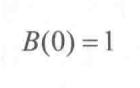 B(0) = 1